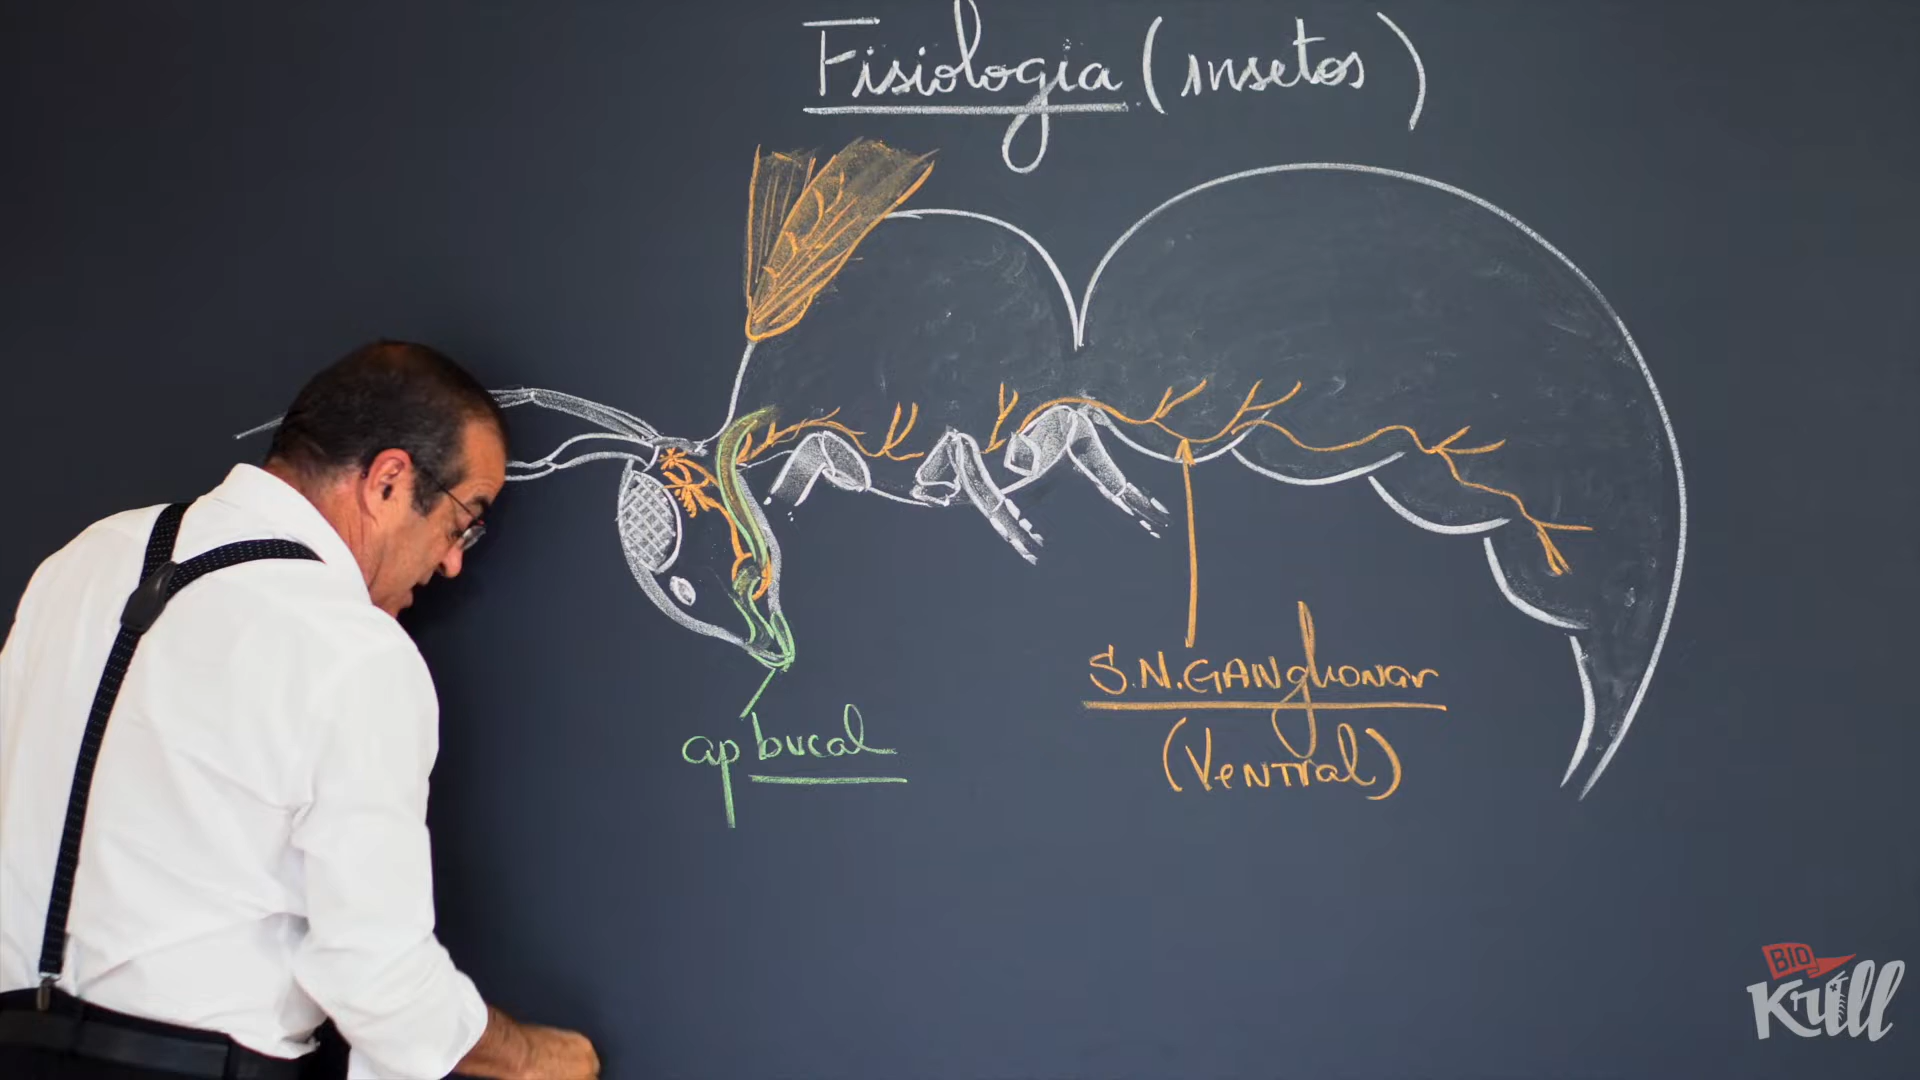 Fisiologia (insetos)
ap bucal
S.N.GANglionar
(Ventral)
BIO
Krill